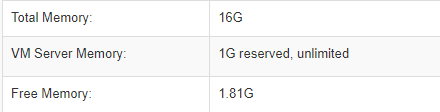 Total Memory: 16G
VM Server Memory: 1G reserved, unlimited
Free Memory: 1.81G